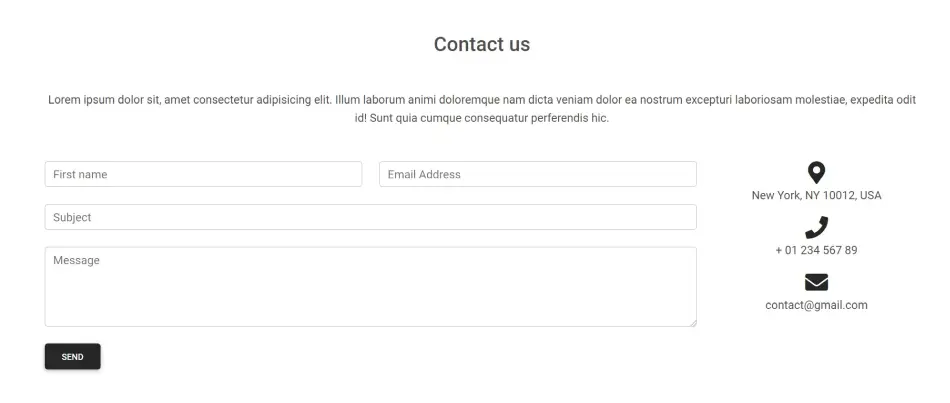 Contact us
Lorem ipsum dolor sit, amet consectetur adipisicing elit. Illum laborum animi doloremque nam dicta veniam dolor ea nostrum excepturi laboriosam molestiae, expedita odit
id! Sunt quia cumque consequatur perferendis hic.
First name
Email Address
Subject
Message
SEND
New York, NY 10012, USA
+ 01 234 567 89
contact@gmail.com